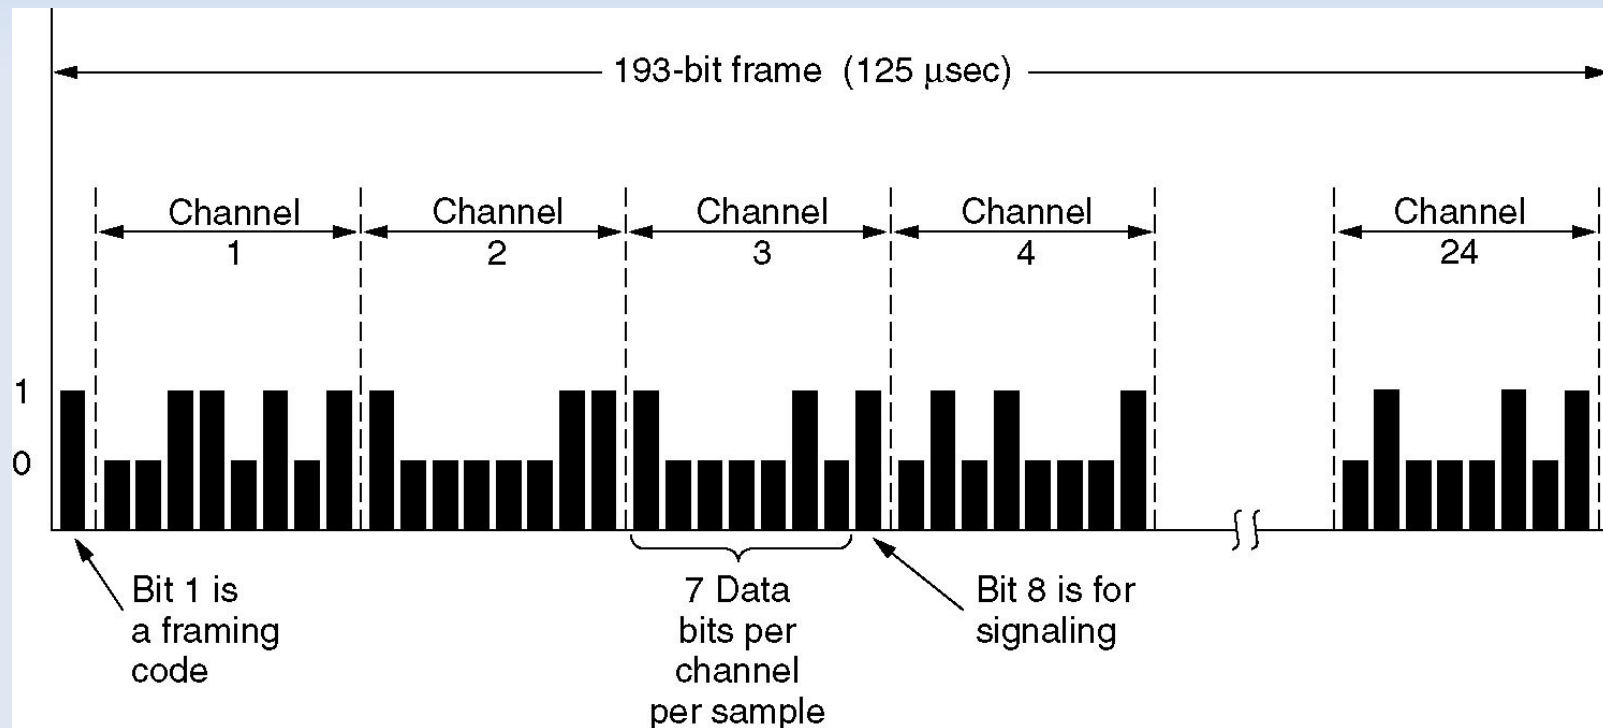 193-bit frame (125 μsec)
Channel
1
Channel
2
Channel
3
Channel
4
Channel
24
1
0
Bit 1 is
a framing
code
7 Data
bits per
channel
per sample
Bit 8 is for
signaling